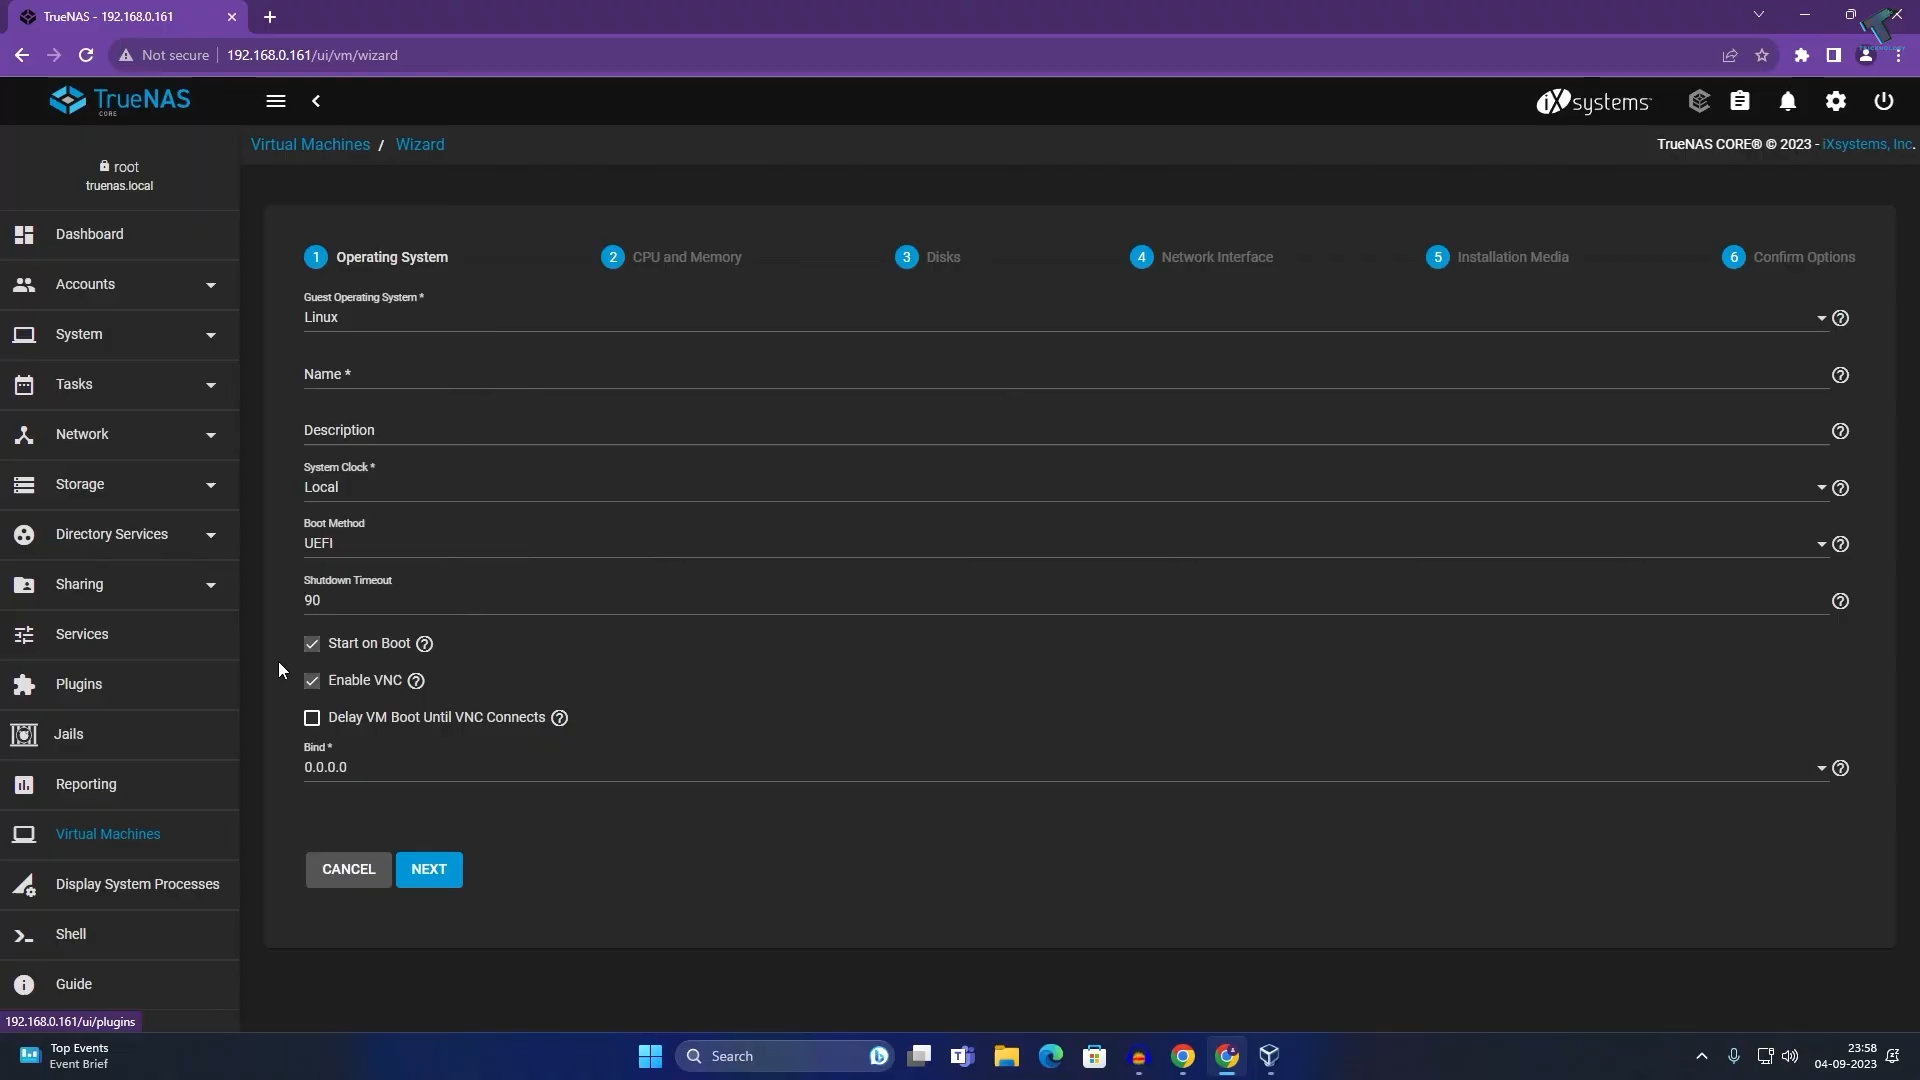 TrueNAS - 192.168.0.161
Not secure
192.168.0.161/ui/vm/wizard
TrueNAS
CORE
iXsystems
Virtual Machines / Wizard
TrueNAS CORE® © 2023 - iXsystems, Inc.
root
truenas.local
Dashboard
Accounts
System
Tasks
Network
Storage
Directory Services
Sharing
Services
Plugins
Jails
Reporting
Virtual Machines
Display System Processes
Shell
Guide
192.168.0.161/ui/plugins
1 Operating System
2 CPU and Memory
3 Disks
4 Network Interface
5 Installation Media
6 Confirm Options
Guest Operating System *
Linux
Name *
Description
System Clock *
Local
Boot Method
UEFI
Shutdown Timeout
90
Start on Boot
Enable VNC
Delay VM Boot Until VNC Connects
Bind *
0.0.0.0
CANCEL
NEXT
Top Events
Event Brief
Search
23:58
04-09-2023